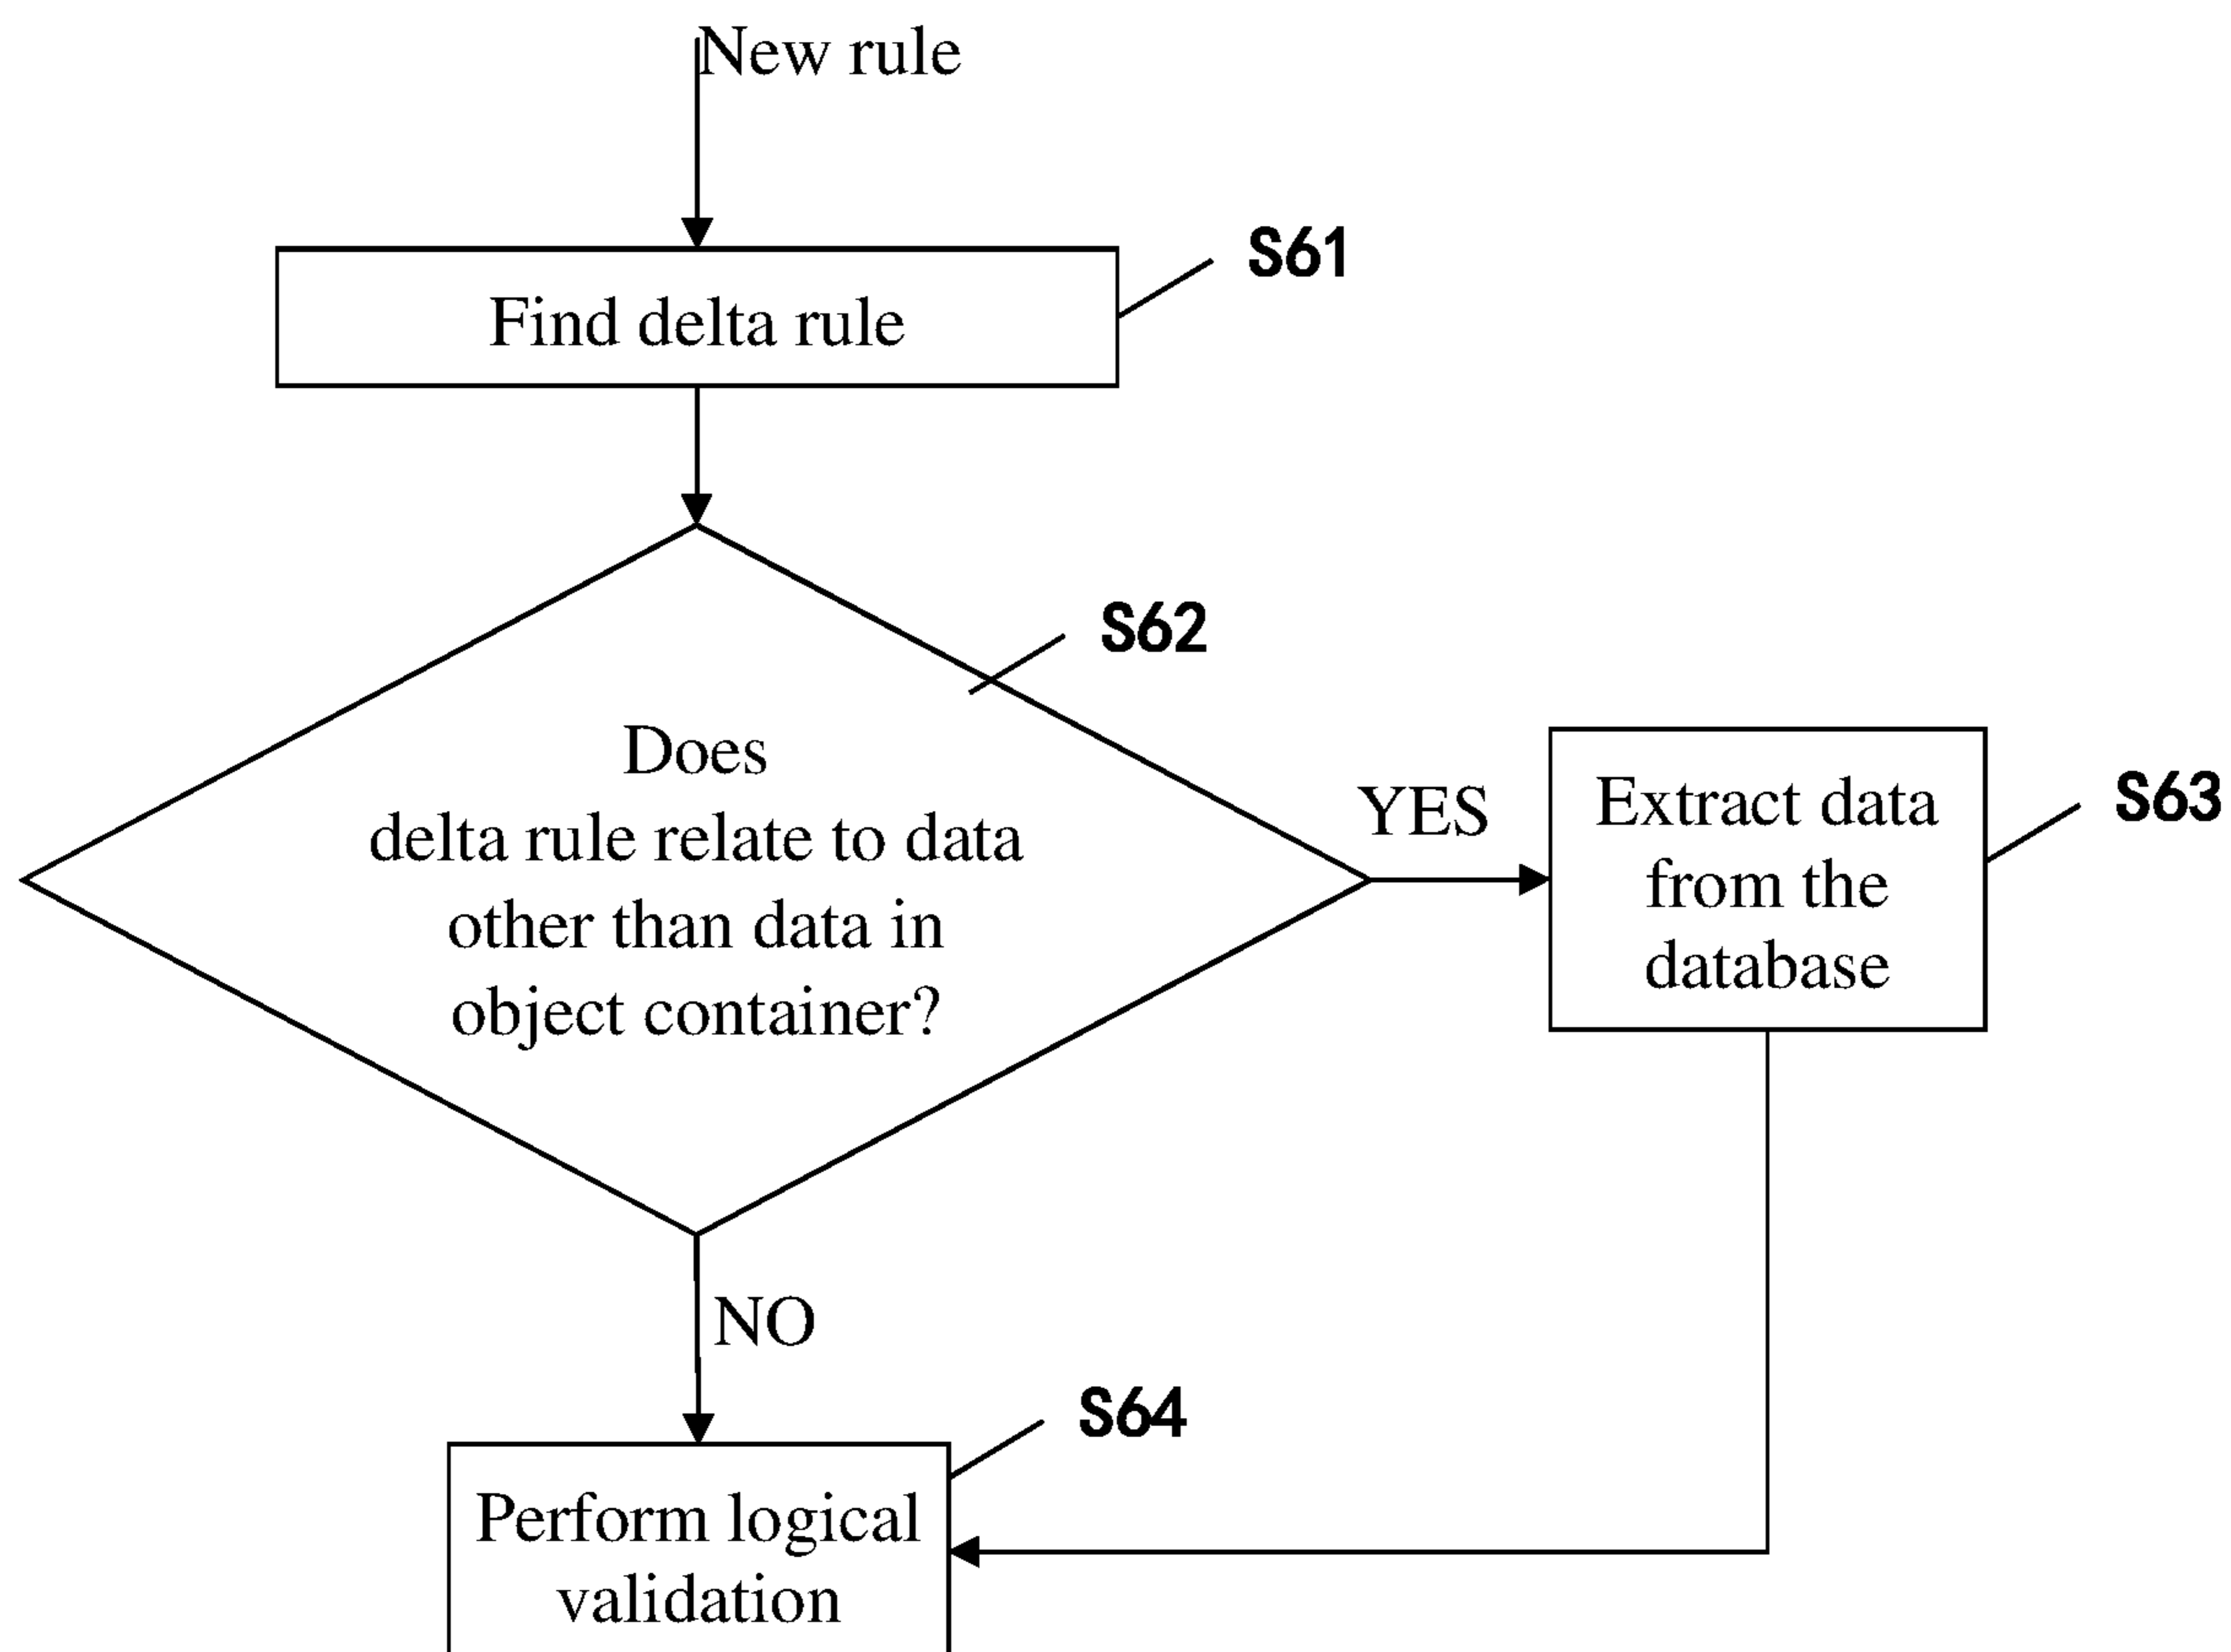 New rule
S61
Find delta rule
S62
Does
delta rule relate to data
other than data in
object container?
YES
Extract data
from the
database
S63
NO
S64
Perform logical
validation